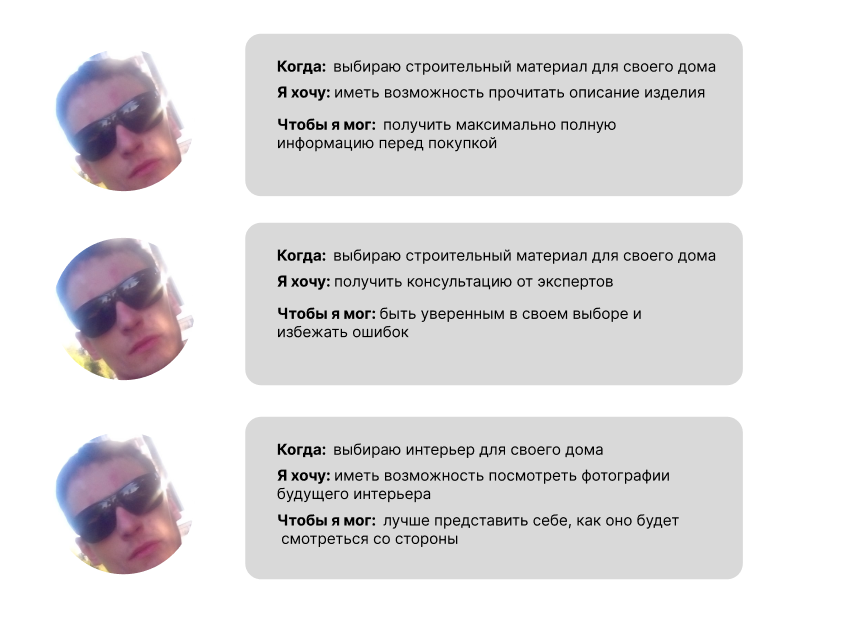 Когда: выбираю строительный материал для своего дома
Я хочу: иметь возможность прочитать описание изделия
Чтобы я мог: получить максимально полную
информацию перед покупкой
Когда: выбираю строительный материал для своего дома
Я хочу: получить консультацию от экспертов
Чтобы я мог: быть уверенным в своем выборе и
избежать ошибок
Когда: выбираю интерьер для своего дома
Я хочу: иметь возможность посмотреть фотографии
будущего интерьера
Чтобы я мог: лучше представить себе, как оно будет
смотреться со стороны